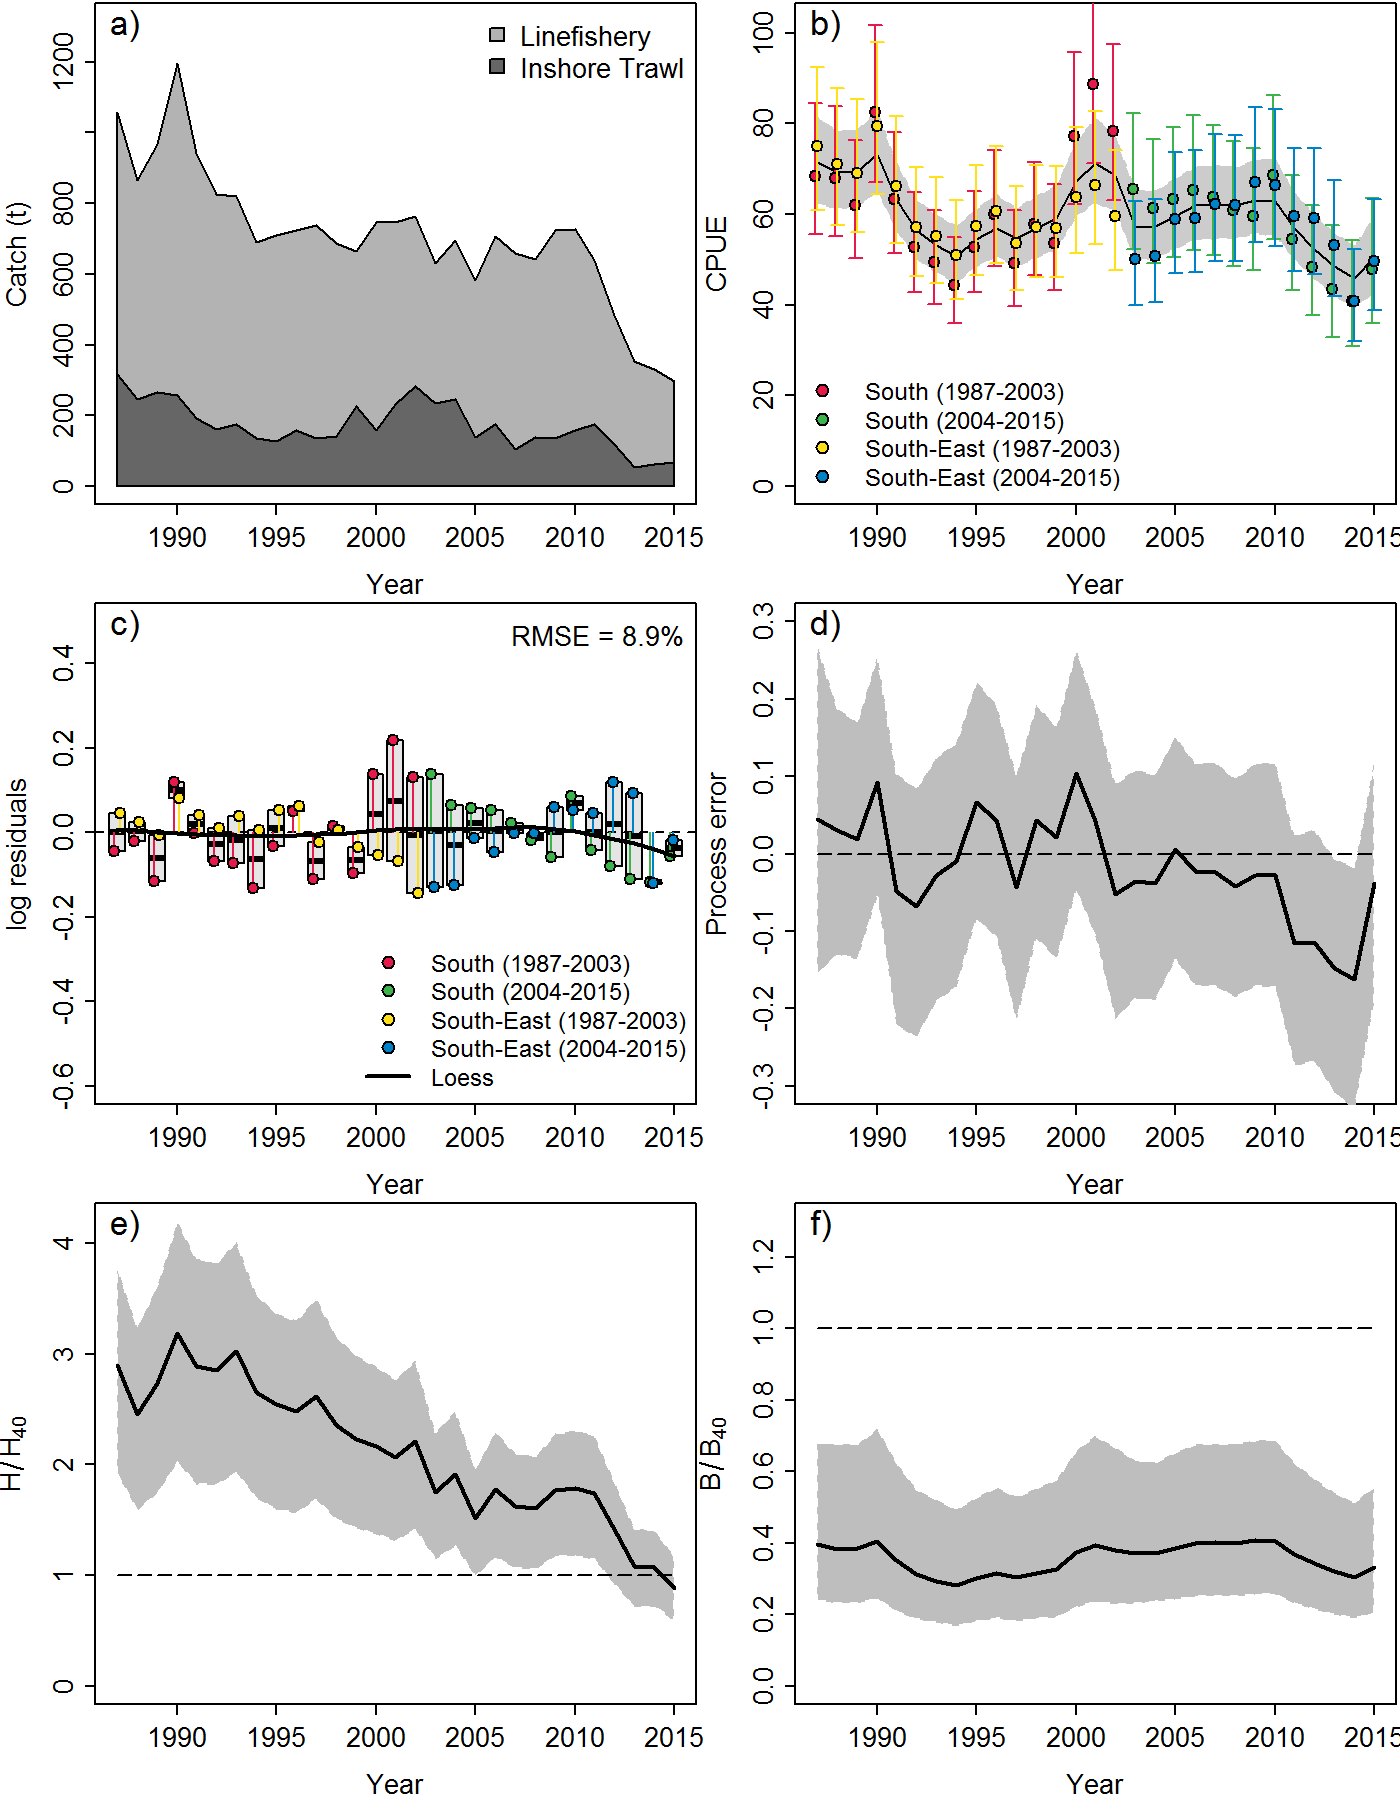 a)
Linefishery
Inshore Trawl
Catch (t)
0
200
400
600
800
1200
1990
1995
2000
2005
2010
2015
Year
b)
CPUE
0
20
40
60
80
100
South (1987-2003)
South (2004-2015)
South-East (1987-2003)
South-East (2004-2015)
1990
1995
2000
2005
2010
2015
Year
c)
RMSE = 8.9%
log residuals
-0.6
-0.4
-0.2
0.0
0.2
0.4
South (1987-2003)
South (2004-2015)
South-East (1987-2003)
South-East (2004-2015)
Loess
1990
1995
2000
2005
2010
2015
Year
d)
Process error
-0.3
-0.2
-0.1
0.0
0.1
0.2
0.3
1990
1995
2000
2005
2010
2015
Year
e)
H/H40
0
1
2
3
4
1990
1995
2000
2005
2010
2015
Year
f)
B/B40
0.0
0.2
0.4
0.6
0.8
1.0
1.2
1990
1995
2000
2005
2010
2015
Year